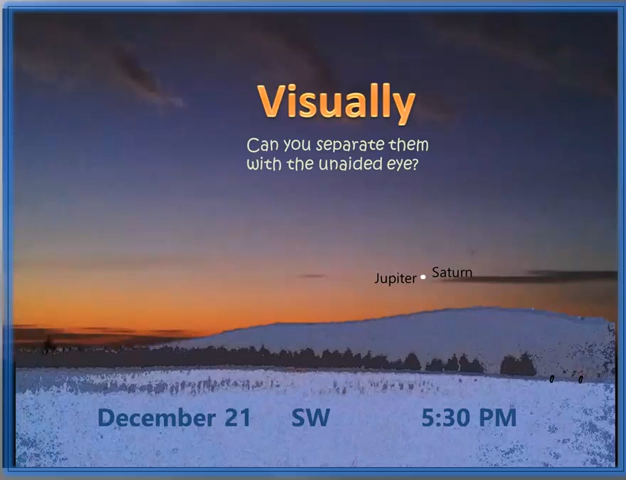 Visually
Can you separate them
with the unaided eye?
Jupiter Saturn
December 21 SW 5:30 PM